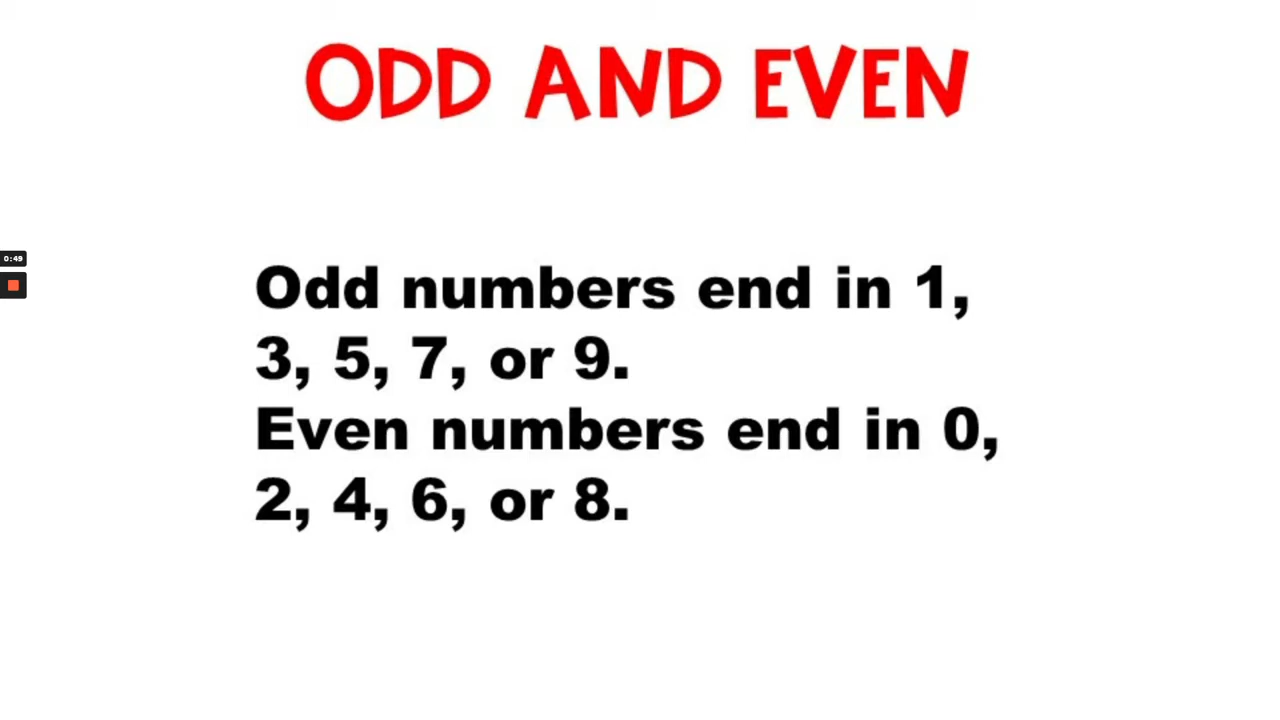 ODD AND EVEN
0:49
Odd numbers end in 1,
3, 5, 7, or 9.
Even numbers end in 0,
2, 4, 6, or 8.